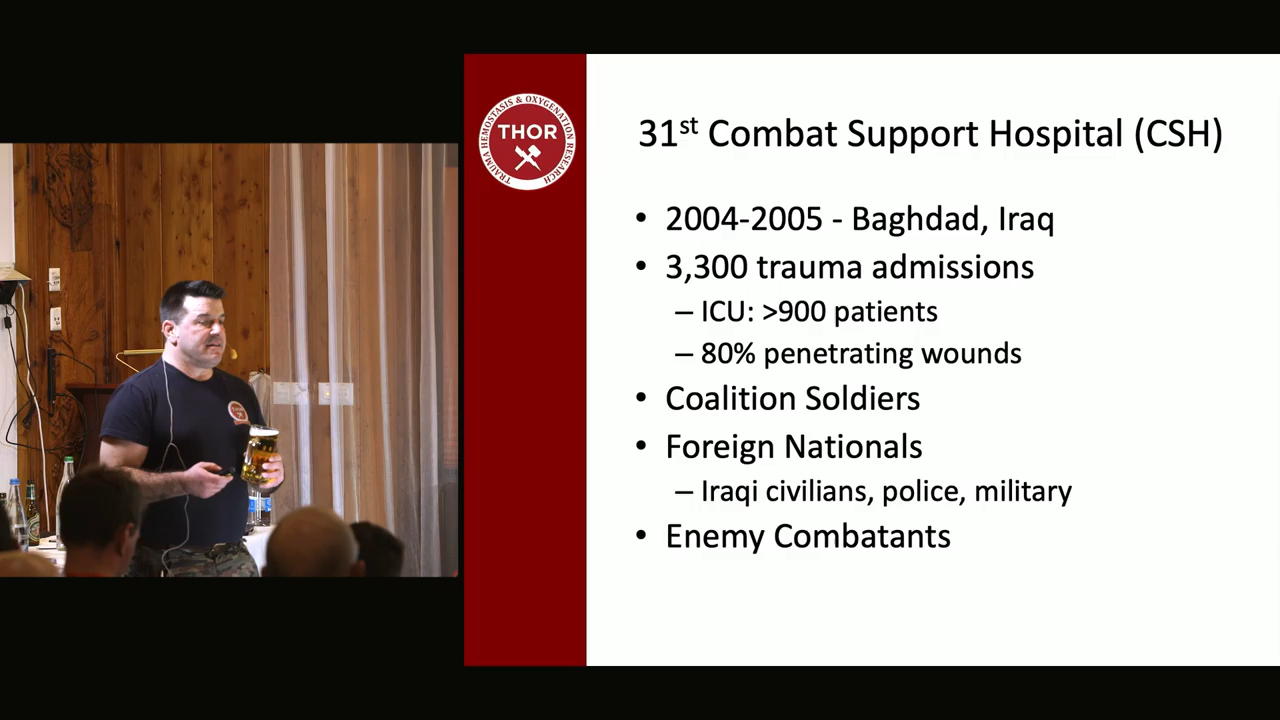 TRAUMA HEMOSTASIS & OXYGENATION RESEARCH
THOR
31st Combat Support Hospital (CSH)
• 2004-2005 - Baghdad, Iraq
• 3,300 trauma admissions
– ICU: >900 patients
– 80% penetrating wounds
• Coalition Soldiers
• Foreign Nationals
– Iraqi civilians, police, military
• Enemy Combatants